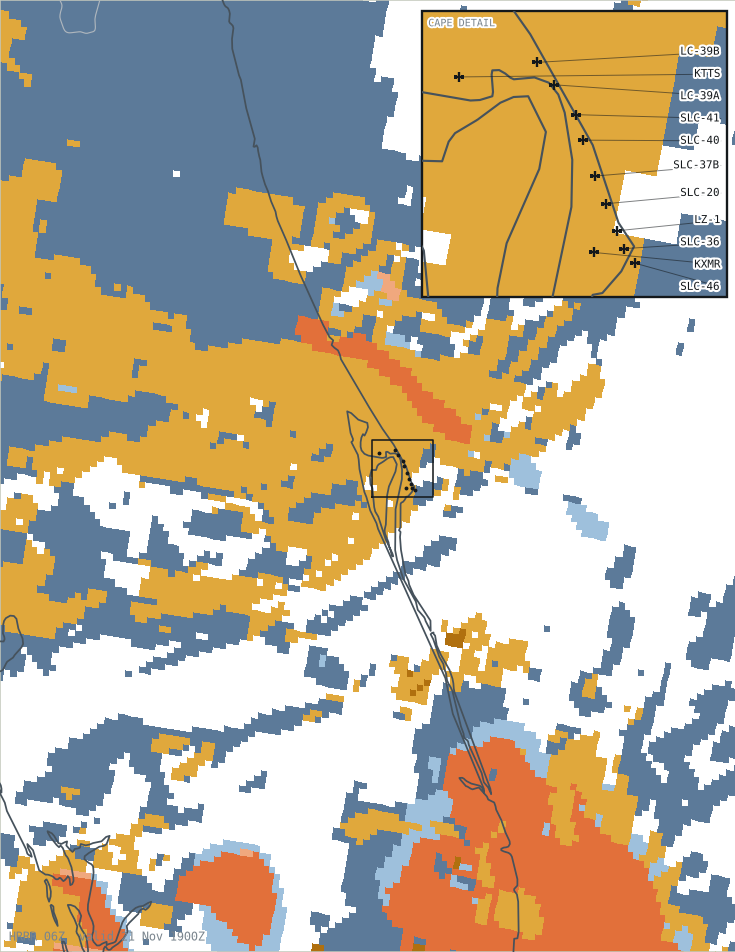 CAPE DETAIL
LC-39B
KTTS
LC-39A
SLC-41
SLC-40
SLC-37B
SLC-20
LZ-1
SLC-36
KXMR
SLC-46
HRRR 06Z
21 Nov 1900Z